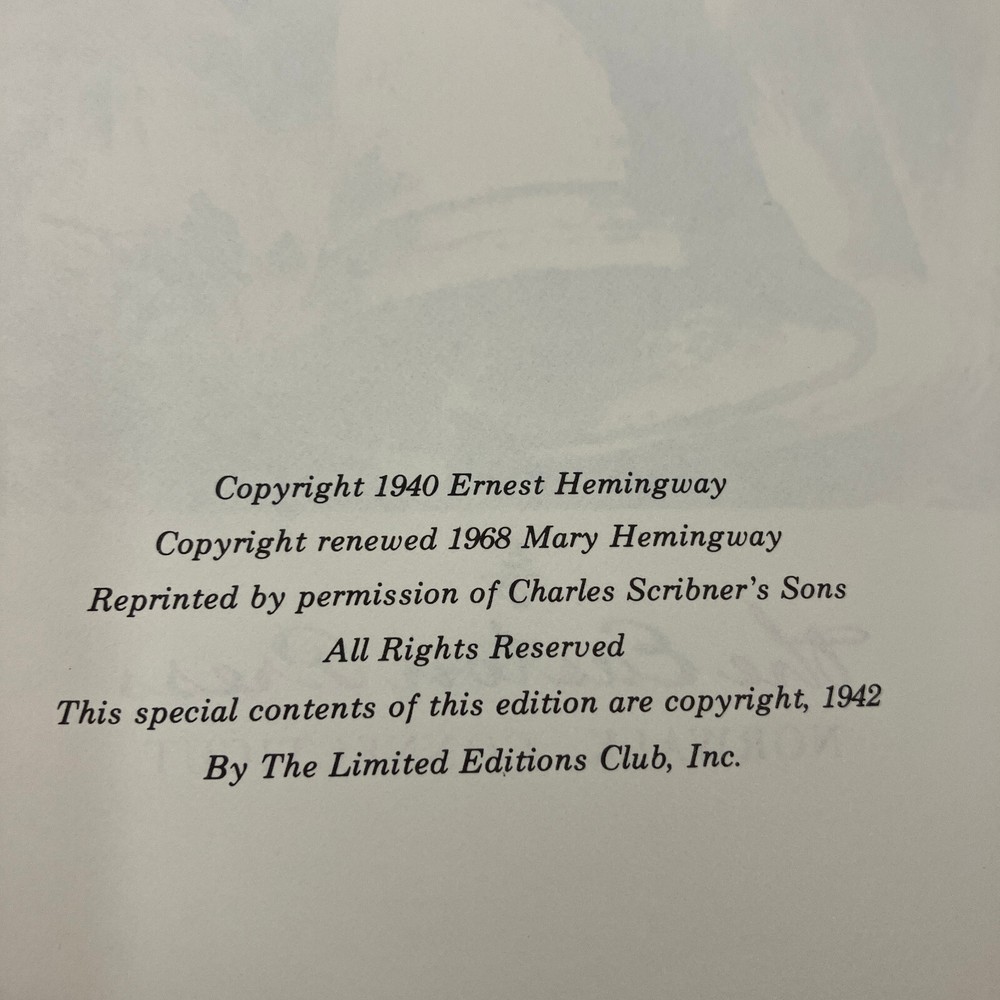 Copyright 1940 Ernest Hemingway
Copyright renewed 1968 Mary Hemingway
Reprinted by permission of Charles Scribner's Sons
All Rights Reserved
This special contents of this edition are copyright, 1942
By The Limited Editions Club, Inc.